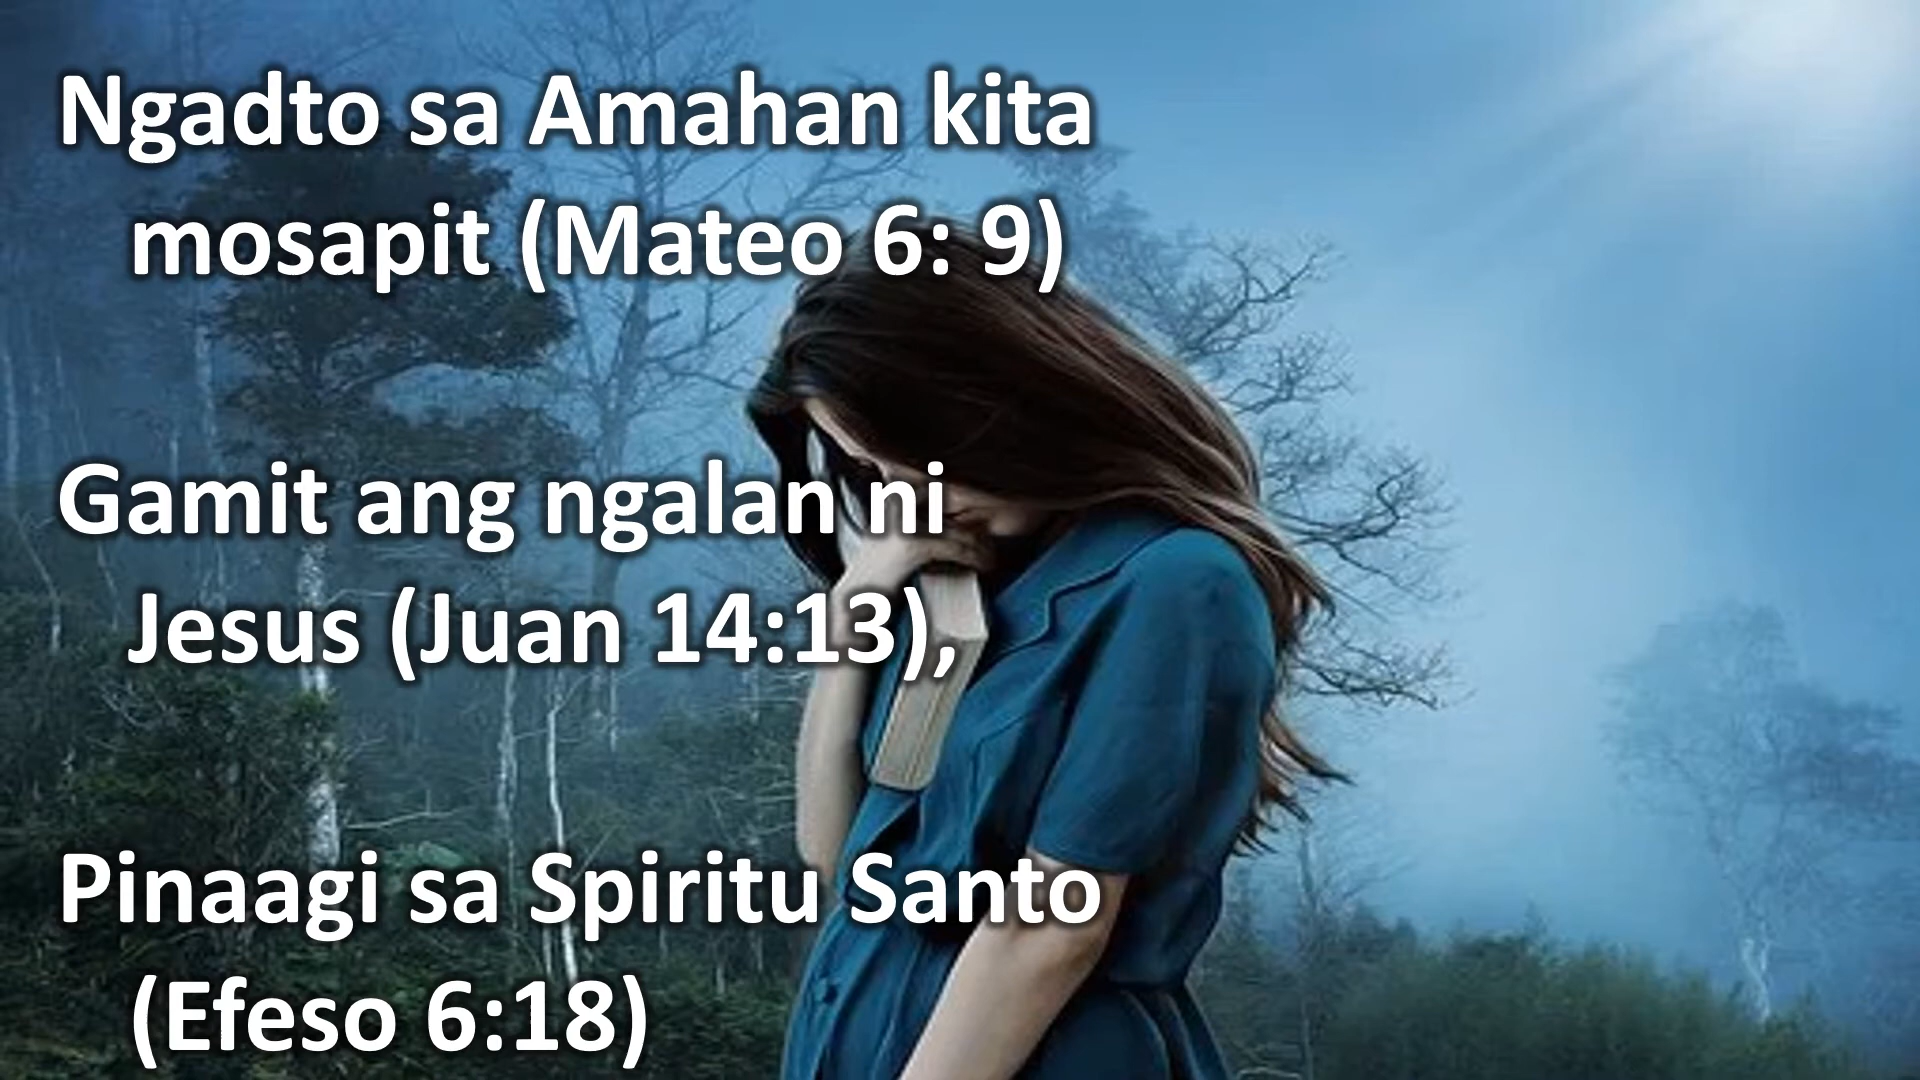 Ngadto sa Amahan kita
mosapit (Mateo 6: 9)
Gamit ang ngalan ni
Jesus (Juan 14:13),
Pinaagi sa Spiritu Santo
(Efeso 6:18)